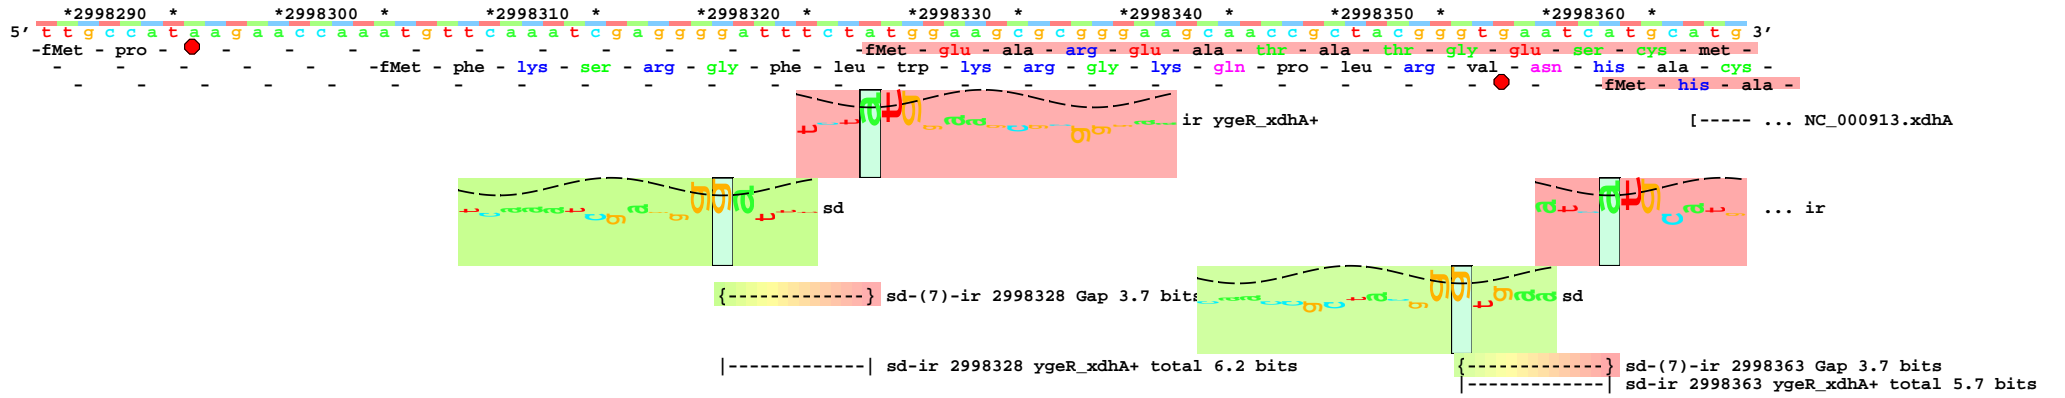 *2998290 * *2998300 * *2998310 * *2998320 * *2998330 * *2998340 * *2998350 * *2998360 *
5' t t g c c a t a a g a a c c a a a t g t t c a a a t c g a g g g g a t t t c t a t g g a a g c g c g g g a a g c a a c c g c t a c g g g t g a a t c a t g c a t g 3'
-fMet - pro - - - - - - - - - - - -fMet - glu - ala - arg - glu - ala - thr - ala - thr - gly - glu - ser - cys - met -
- - - - - -fMet - phe - lys - ser - arg - gly - phe - leu - trp - lys - arg - gly - lys - gln - pro - leu - arg - val - asn - his - ala - cys -
- - - - - - - - - - - - - - - - - - - - - - - - -fMet - his - ala -
ir ygeR_xdhA+ [----- ... NC_000913.xdhA
sd ... ir
{-------------} sd-(7)-ir 2998328 Gap 3.7 bits sd
|-------------| sd-ir 2998328 ygeR_xdhA+ total 6.2 bits {-------------} sd-(7)-ir 2998363 Gap 3.7 bits
|-------------| sd-ir 2998363 ygeR_xdhA+ total 5.7 bits